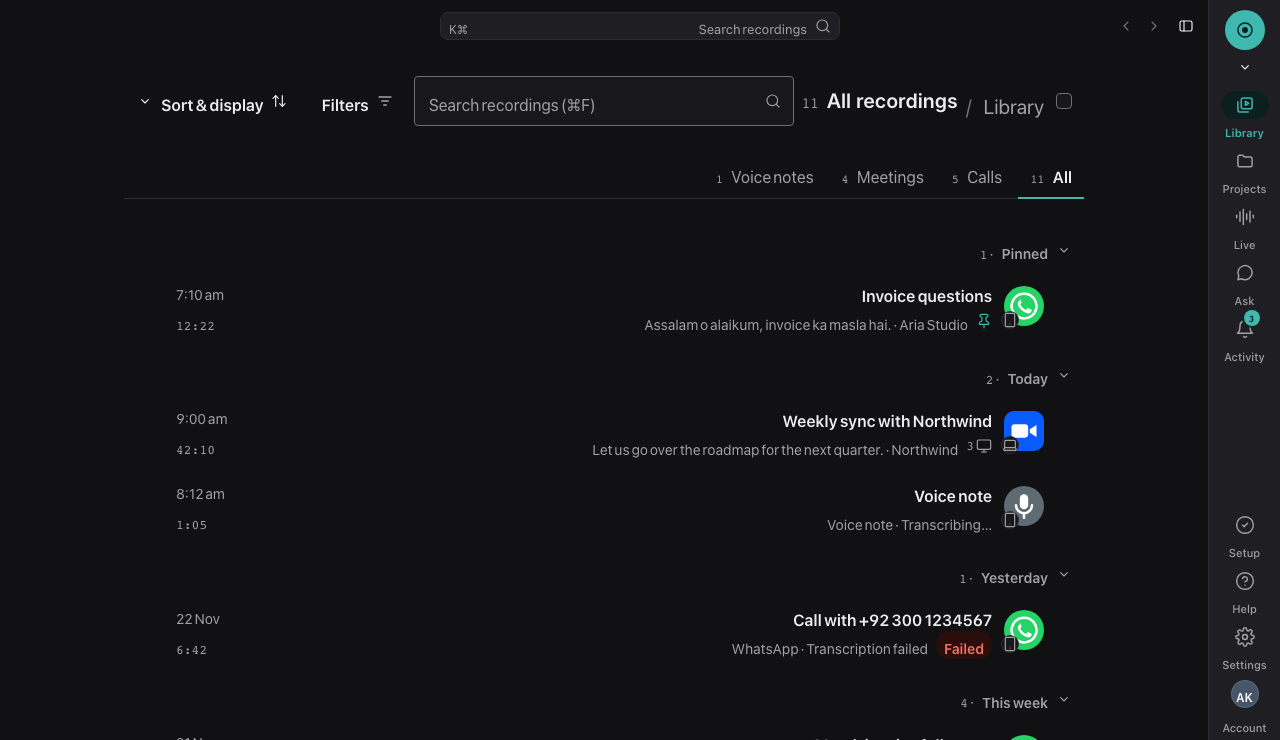 Search recordings K⌘
Library / All recordings 11
Search recordings (⌘F)
Filters
Sort & display
All 11
Calls 5
Meetings 4
Voice notes 1
Pinned · 1
Invoice questions
7:10 am
Assalam o alaikum, invoice ka masla hai. · Aria Studio
12:22
Today · 2
Weekly sync with Northwind
9:00 am
3
Let us go over the roadmap for the next quarter. · Northwind
42:10
Voice note
8:12 am
Voice note · Transcribing…
1:05
Yesterday · 1
Call with +92 300 1234567
22 Nov
WhatsApp · Transcription failed Failed
6:42
This week · 4
Library
Projects
Live
Ask
3
Activity
Setup
Help
Settings
AK
Account